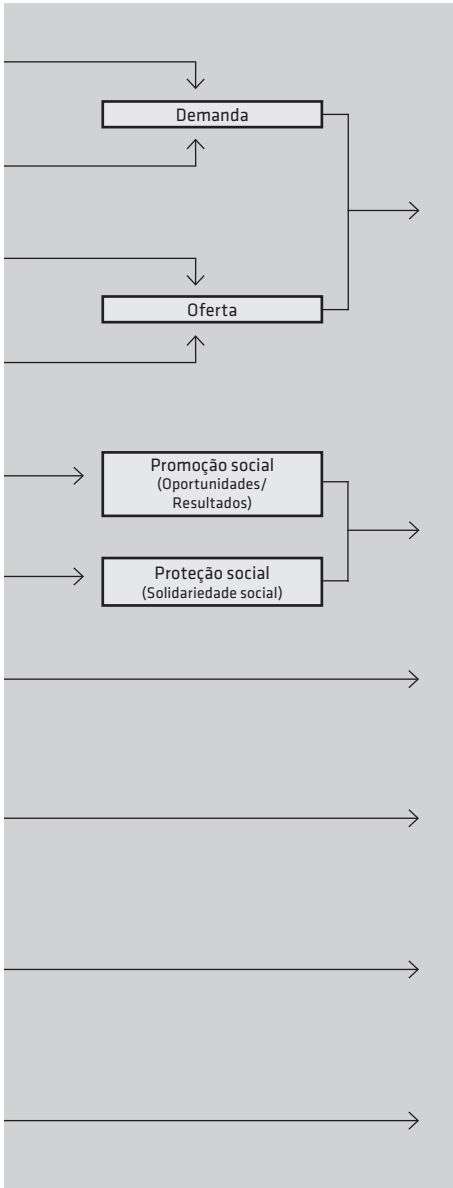 Demanda
Oferta
Promoção social
(Oportunidades/
Resultados)
Proteção social
(Solidariedade social)